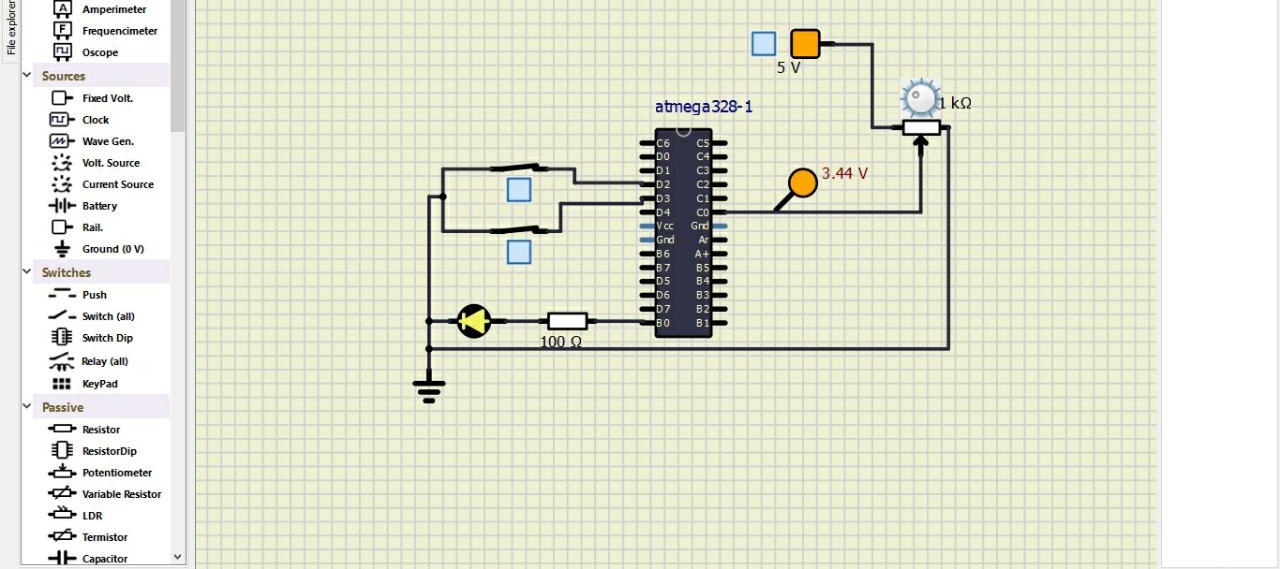 File explorer
A Amperimeter
F Frequencimeter
Oscope
Sources
Fixed Volt.
Clock
Wave Gen.
Volt. Source
Current Source
Battery
Rail.
Ground (0 V)
Switches
Push
Switch (all)
Switch Dip
Relay (all)
KeyPad
Passive
Resistor
ResistorDip
Potentiometer
Variable Resistor
LDR
Termistor
Capacitor
5 V
1 kΩ
atmega328-1
3.44 V
C6 C5
D0 C4
D1 C3
D2 C2
D3 C1
D4 C0
Vcc Gnd
Gnd Ar
B6 A+
B7 B5
D5 B4
D6 B3
D7 B2
B0 B1
100 Ω